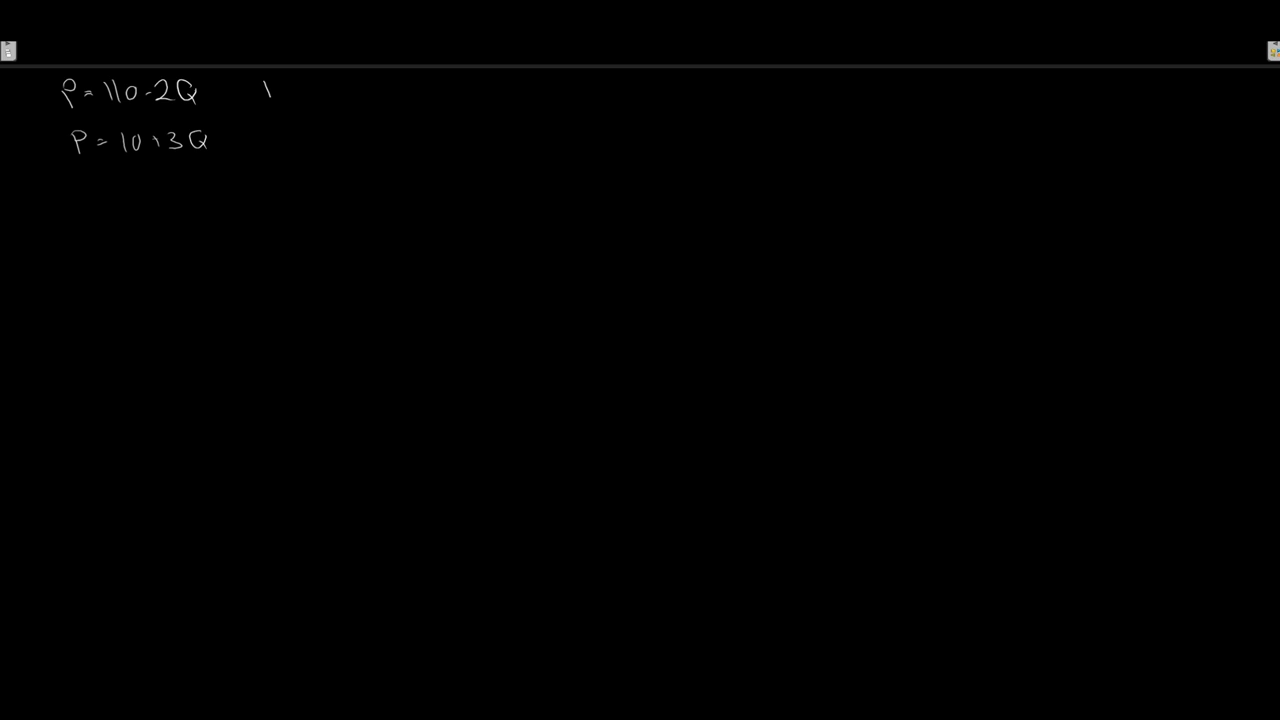 P = 110 - 2Q \
P = 10 + 3Q